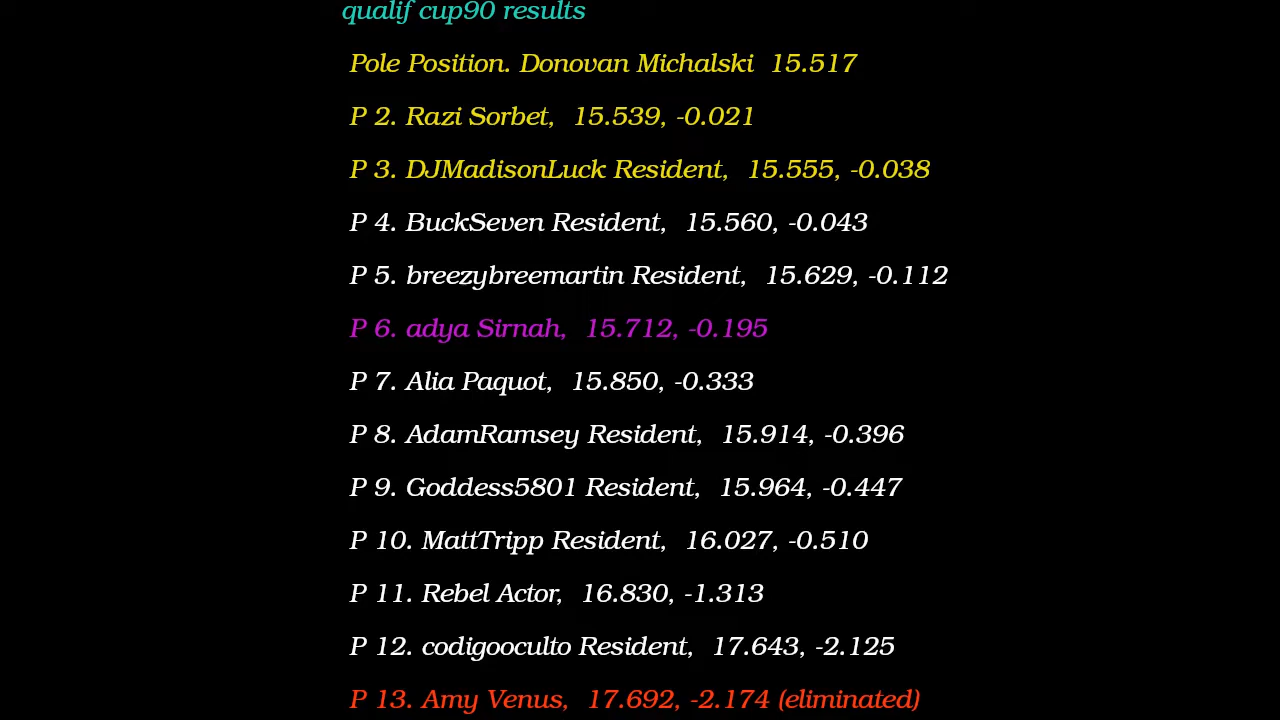 qualif cup90 results
Pole Position. Donovan Michalski  15.517
P 2. Razi Sorbet,  15.539, -0.021
P 3. DJMadisonLuck Resident,  15.555, -0.038
P 4. BuckSeven Resident,  15.560, -0.043
P 5. breezybreemartin Resident,  15.629, -0.112
P 6. adya Sirnah,  15.712, -0.195
P 7. Alia Paquot,  15.850, -0.333
P 8. AdamRamsey Resident,  15.914, -0.396
P 9. Goddess5801 Resident,  15.964, -0.447
P 10. MattTripp Resident,  16.027, -0.510
P 11. Rebel Actor,  16.830, -1.313
P 12. codigooculto Resident,  17.643, -2.125
P 13. Amy Venus,  17.692, -2.174 (eliminated)